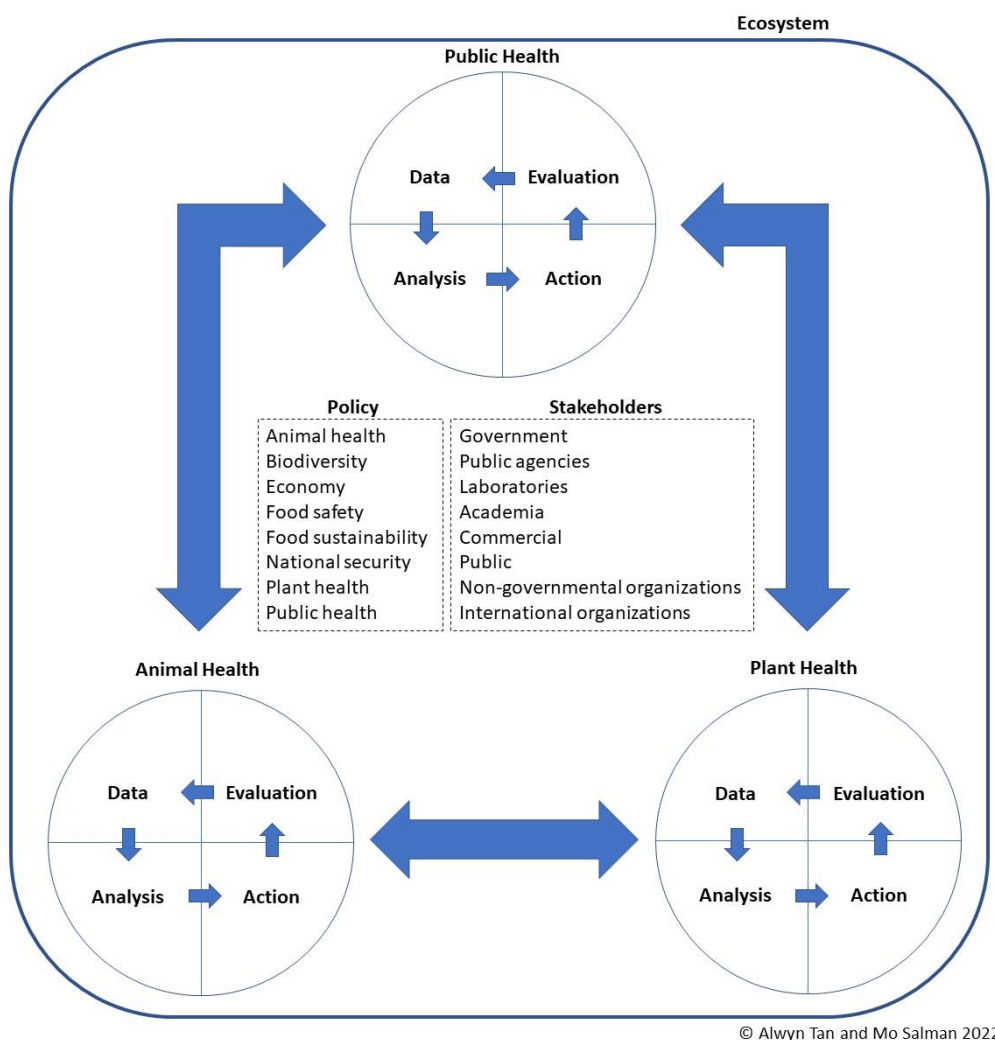 Ecosystem
Public Health
Data
Evaluation
Analysis
Action
Policy
Animal health
Biodiversity
Economy
Food safety
Food sustainability
National security
Plant health
Public health
Stakeholders
Government
Public agencies
Laboratories
Academia
Commercial
Public
Non-governmental organizations
International organizations
Animal Health
Data
Evaluation
Analysis
Action
Plant Health
Data
Evaluation
Analysis
Action
© Alwyn Tan and Mo Salman 2022